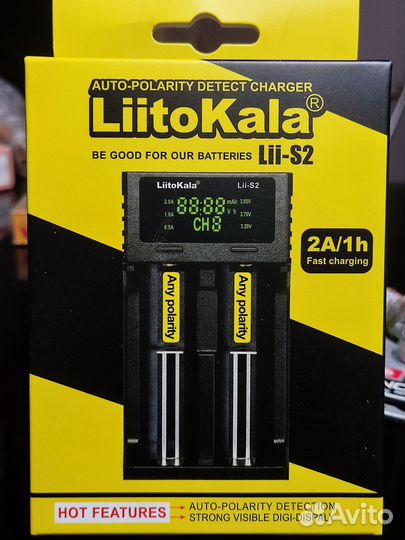 AUTO-POLARITY DETECT CHARGER
LiitoKala®
BE GOOD FOR OUR BATTERIES Lii-S2
LiitoKala® Lii-S2
2.0A 88:88 mAh 3.85V
1.0A V h 3.70V
0.5A CH8 3.20V
2A/1h
Fast charging
Any polarity
Any polarity
HOT FEATURES
AUTO-POLARITY DETECTION
STRONG VISIBLE DIGI-DISPALY
Avito